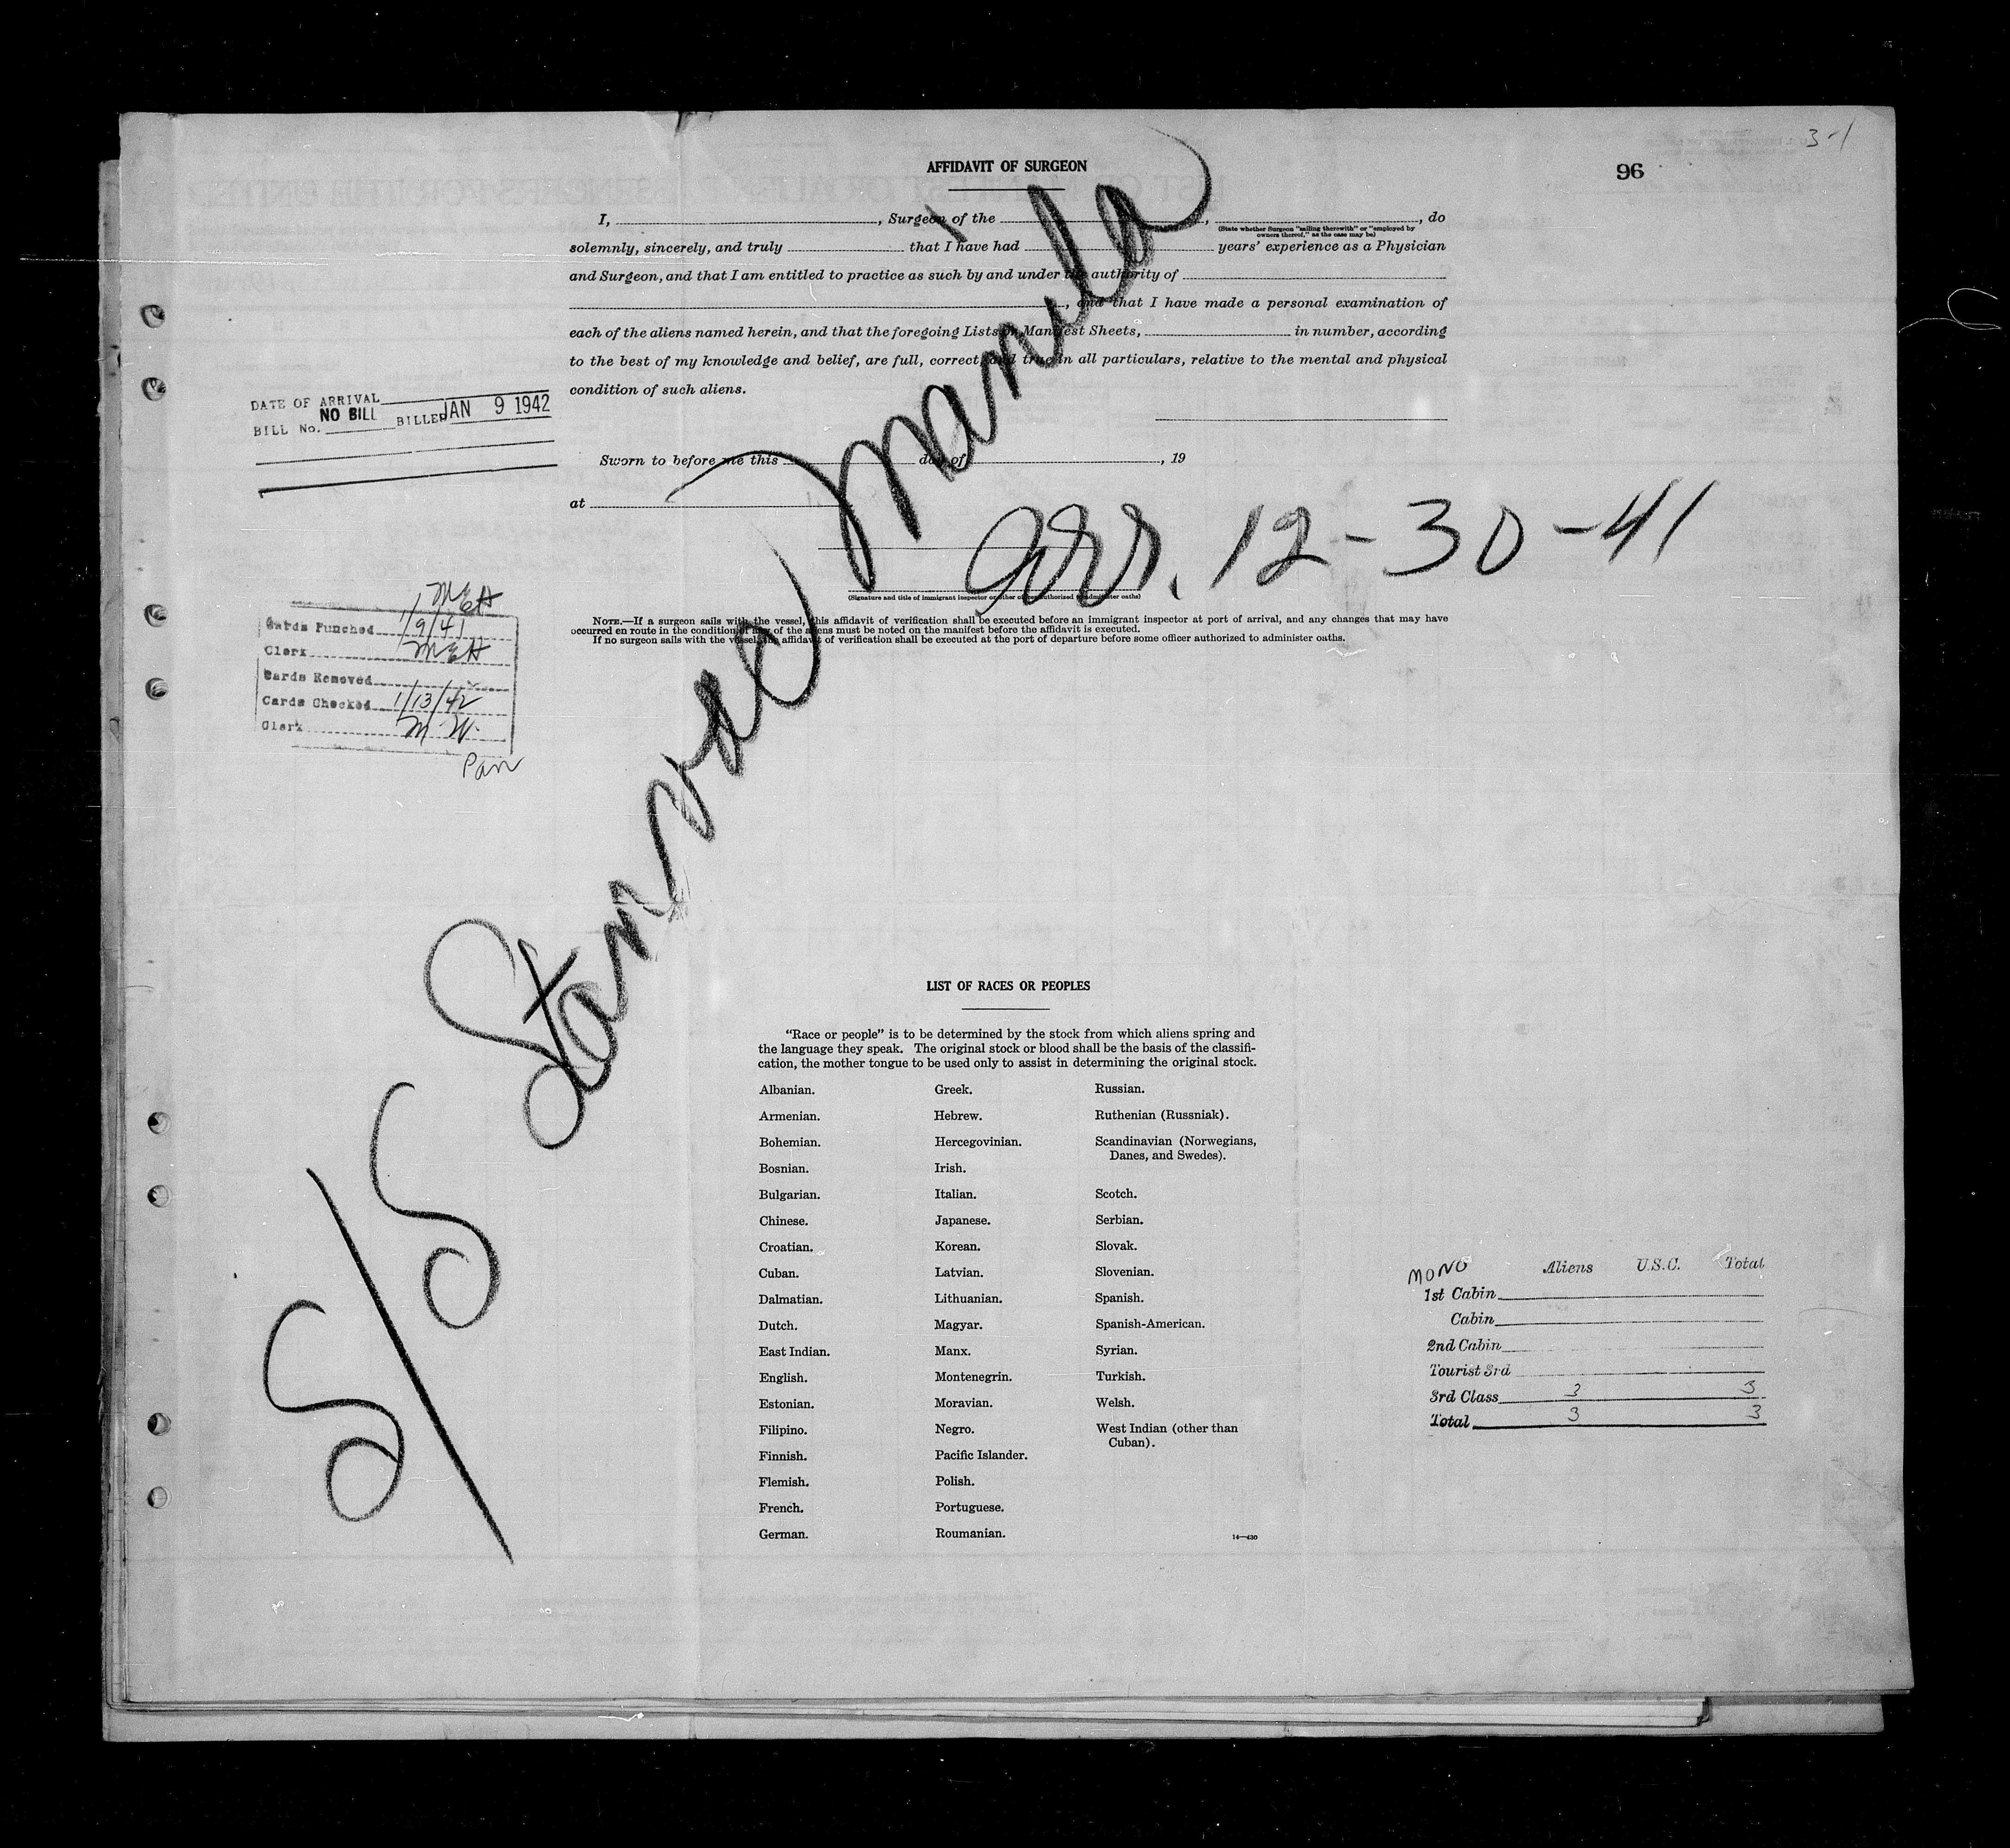 3-1
96
AFFIDAVIT OF SURGEON
I, , Surgeon of the , , do
(State whether Surgeon "sailing therewith" or "employed by
owners thereof," as the case may be)
solemnly, sincerely, and truly that I have had years' experience as a Physician
and Surgeon, and that I am entitled to practice as such by and under the authority of
, and that I have made a personal examination of
each of the aliens named herein, and that the foregoing Lists or Manifest Sheets, in number, according
to the best of my knowledge and belief, are full, correct, and true in all particulars, relative to the mental and physical
condition of such aliens.
DATE OF ARRIVAL
NO BILL
BILL No. BILLED JAN 9 1942
Sworn to before me this day of , 19
at
S/S Stanvac Manila
arr. 12-30-41
(Signature and title of immigrant inspector or other officer authorized to administer oaths)
NOTE.—If a surgeon sails with the vessel, this affidavit of verification shall be executed before an immigrant inspector at port of arrival, and any changes that may have
occurred en route in the condition of any of the aliens must be noted on the manifest before the affidavit is executed.
If no surgeon sails with the vessel, the affidavit of verification shall be executed at the port of departure before some officer authorized to administer oaths.
MEH
Cards Punched 1/9/41
Clerk MEH
Cards Removed
Cards Checked 1/13/42
Clerk M W.
Pan
LIST OF RACES OR PEOPLES
"Race or people" is to be determined by the stock from which aliens spring and
the language they speak. The original stock or blood shall be the basis of the classifi-
cation, the mother tongue to be used only to assist in determining the original stock.
Albanian. Greek. Russian.
Armenian. Hebrew. Ruthenian (Russniak).
Bohemian. Hercegovinian. Scandinavian (Norwegians,
Danes, and Swedes).
Bosnian. Irish.
Bulgarian. Italian. Scotch.
Chinese. Japanese. Serbian.
Croatian. Korean. Slovak.
Cuban. Latvian. Slovenian.
Dalmatian. Lithuanian. Spanish.
Dutch. Magyar. Spanish-American.
East Indian. Manx. Syrian.
English. Montenegrin. Turkish.
Estonian. Moravian. Welsh.
Filipino. Negro. West Indian (other than
Cuban).
Finnish. Pacific Islander.
Flemish. Polish.
French. Portuguese.
German. Roumanian.
14—430
MONO Aliens U.S.C. Total
1st Cabin
Cabin
2nd Cabin
Tourist 3rd
3rd Class 3 3
Total 3 3